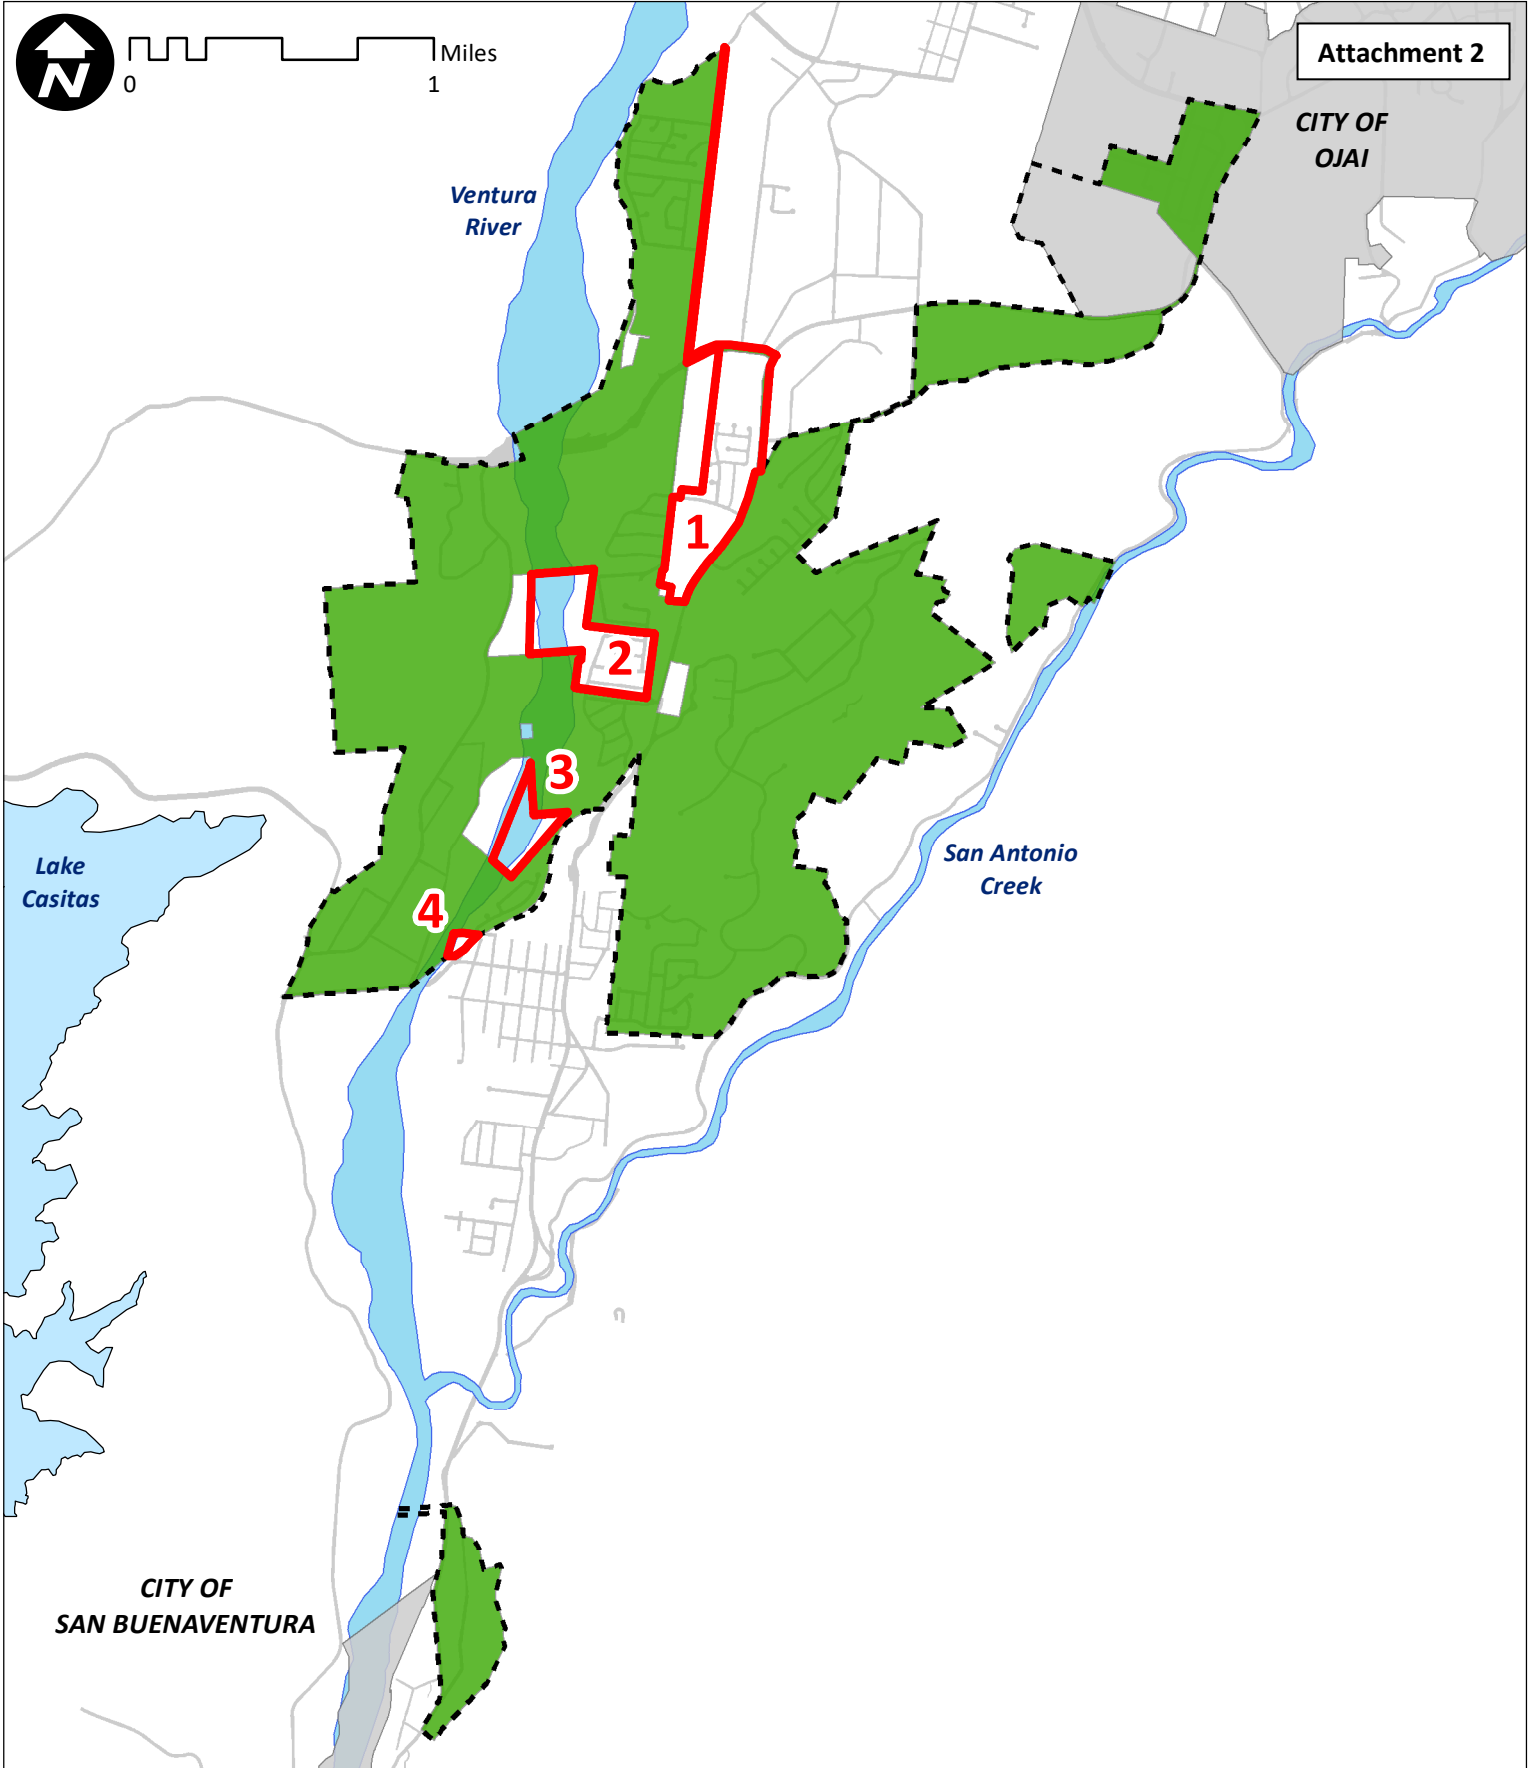 N
Miles
0
1
Attachment 2
CITY OF
OJAI
Ventura
River
1
2
3
Lake
Casitas
San Antonio
Creek
4
CITY OF
SAN BUENAVENTURA